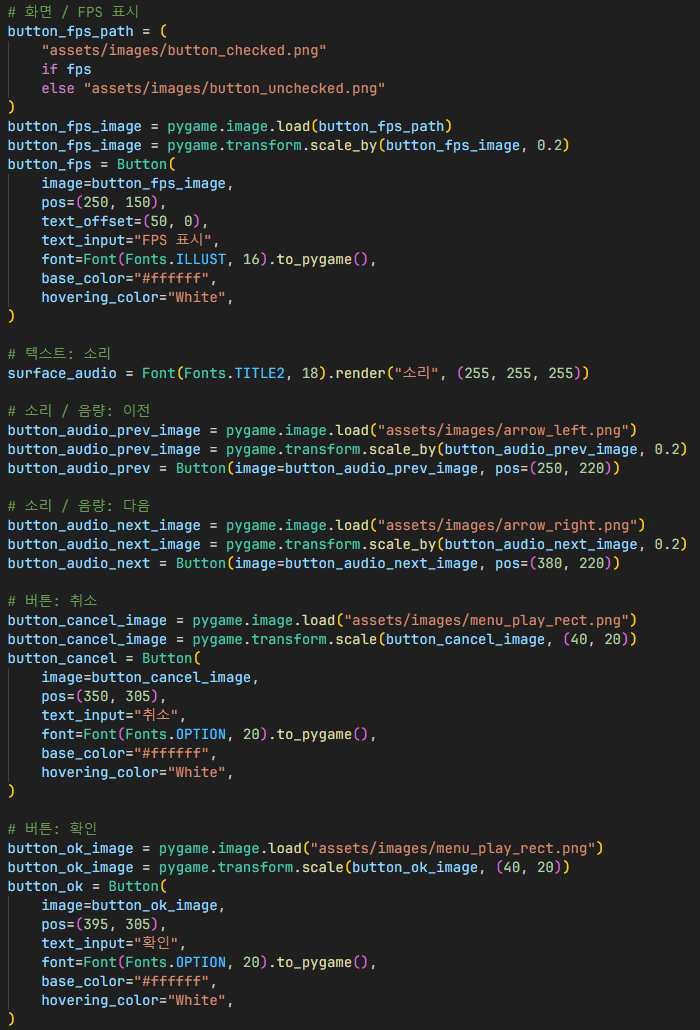 # 화면 / FPS 표시
button_fps_path = (
    "assets/images/button_checked.png"
    if fps
    else "assets/images/button_unchecked.png"
)
button_fps_image = pygame.image.load(button_fps_path)
button_fps_image = pygame.transform.scale_by(button_fps_image, 0.2)
button_fps = Button(
    image=button_fps_image,
    pos=(250, 150),
    text_offset=(50, 0),
    text_input="FPS 표시",
    font=Font(Fonts.ILLUST, 16).to_pygame(),
    base_color="#ffffff",
    hovering_color="White",
)

# 텍스트: 소리
surface_audio = Font(Fonts.TITLE2, 18).render("소리", (255, 255, 255))

# 소리 / 음량: 이전
button_audio_prev_image = pygame.image.load("assets/images/arrow_left.png")
button_audio_prev_image = pygame.transform.scale_by(button_audio_prev_image, 0.2)
button_audio_prev = Button(image=button_audio_prev_image, pos=(250, 220))

# 소리 / 음량: 다음
button_audio_next_image = pygame.image.load("assets/images/arrow_right.png")
button_audio_next_image = pygame.transform.scale_by(button_audio_next_image, 0.2)
button_audio_next = Button(image=button_audio_next_image, pos=(380, 220))

# 버튼: 취소
button_cancel_image = pygame.image.load("assets/images/menu_play_rect.png")
button_cancel_image = pygame.transform.scale(button_cancel_image, (40, 20))
button_cancel = Button(
    image=button_cancel_image,
    pos=(350, 305),
    text_input="취소",
    font=Font(Fonts.OPTION, 20).to_pygame(),
    base_color="#ffffff",
    hovering_color="White",
)

# 버튼: 확인
button_ok_image = pygame.image.load("assets/images/menu_play_rect.png")
button_ok_image = pygame.transform.scale(button_ok_image, (40, 20))
button_ok = Button(
    image=button_ok_image,
    pos=(395, 305),
    text_input="확인",
    font=Font(Fonts.OPTION, 20).to_pygame(),
    base_color="#ffffff",
    hovering_color="White",
)